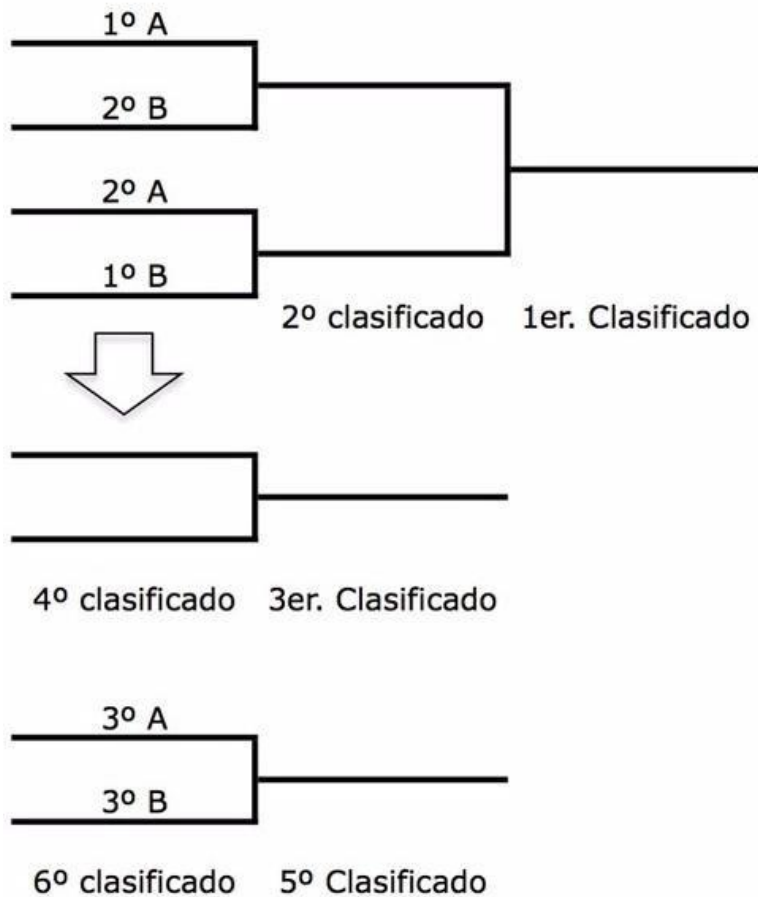 1º A
2º B
2º A
1º B
2º clasificado 1er. Clasificado
4º clasificado 3er. Clasificado
3º A
3º B
6º clasificado 5º Clasificado